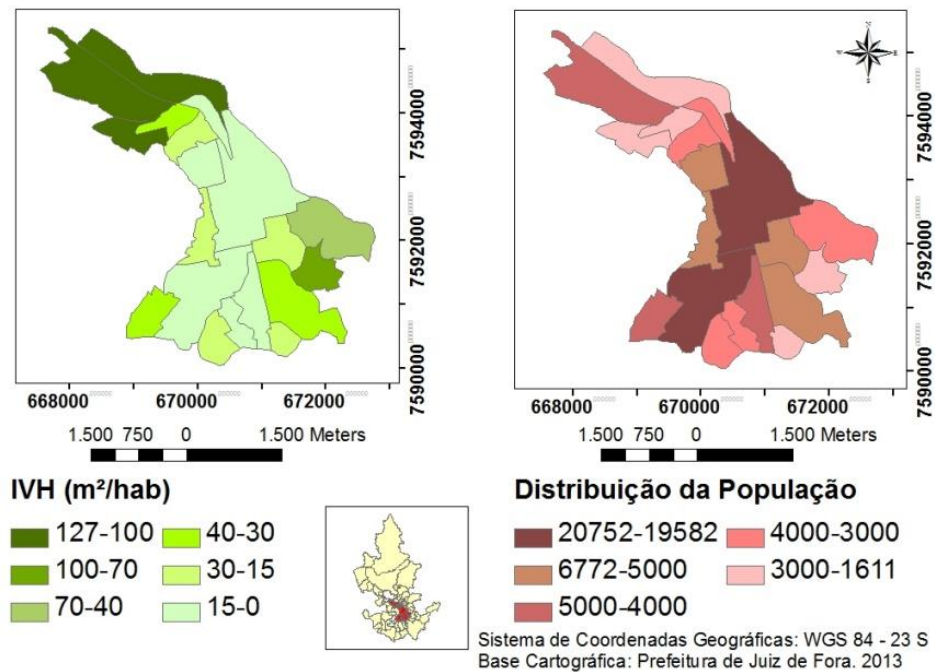 7594000
7592000
7590000
668000 670000 672000
1.500 750 0 1.500 Meters
IVH (m²/hab)
127-100
100-70
70-40
40-30
30-15
15-0
7594000
7592000
7590000
668000 670000 672000
1.500 750 0 1.500 Meters
Distribuição da População
20752-19582
6772-5000
5000-4000
4000-3000
3000-1611
Sistema de Coordenadas Geográficas: WGS 84 - 23 S
Base Cartográfica: Prefeitura de Juiz de Fora. 2013